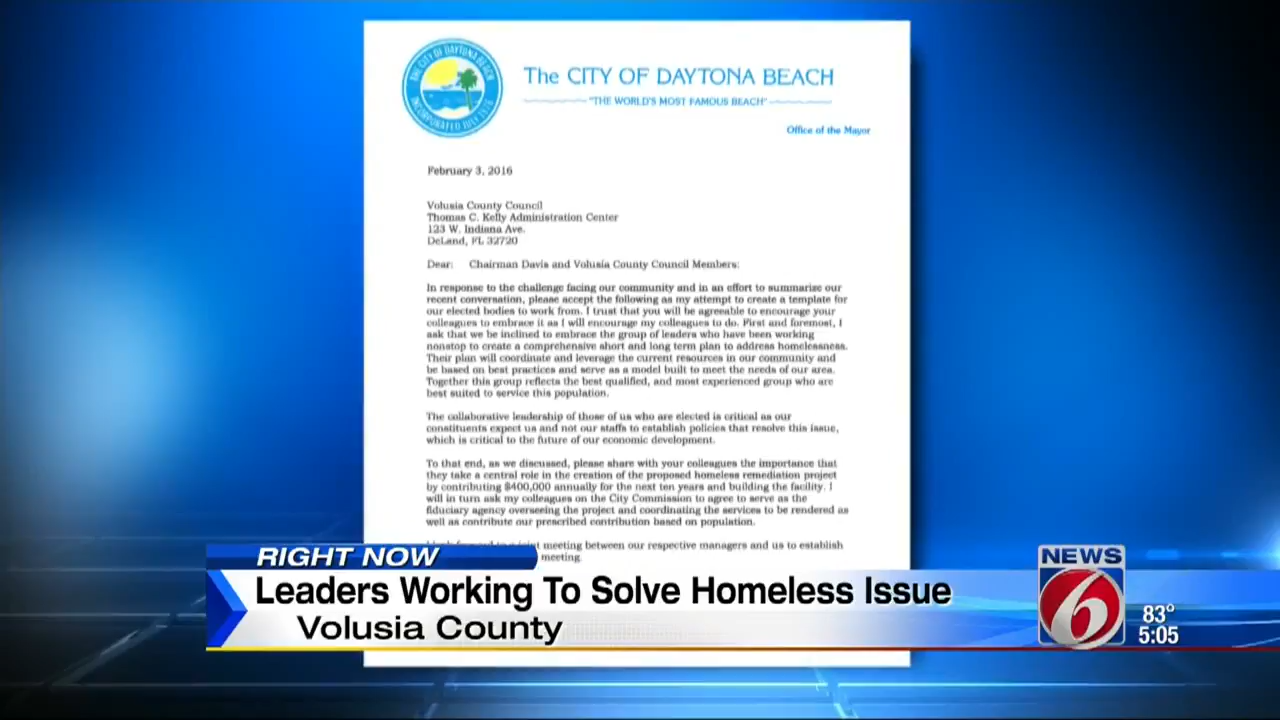 THE CITY OF DAYTONA BEACH
INCORPORATED JULY 1876
The CITY OF DAYTONA BEACH
"THE WORLD'S MOST FAMOUS BEACH"
Office of the Mayor
February 3, 2016
Volusia County Council
Thomas C. Kelly Administration Center
123 W. Indiana Ave.
DeLand, FL 32720
Dear: Chairman Davis and Volusia County Council Members:
In response to the challenge facing our community and in an effort to summarize our
recent conversation, please accept the following as my attempt to create a template for
our elected bodies to work from. I trust that you will be agreeable to encourage your
colleagues to embrace it as I will encourage my colleagues to do. First and foremost, I
ask that we be inclined to embrace the group of leaders who have been working
nonstop to create a comprehensive short and long term plan to address homelessness.
Their plan will coordinate and leverage the current resources in our community and
be based on best practices and serve as a model built to meet the needs of our area.
Together this group reflects the best qualified, and most experienced group who are
best suited to service this population.
The collaborative leadership of those of us who are elected is critical as our
constituents expect us and not our staffs to establish policies that resolve this issue,
which is critical to the future of our economic development.
To that end, as we discussed, please share with your colleagues the importance that
they take a central role in the creation of the proposed homeless remediation project
by contributing $400,000 annually for the next ten years and building the facility. I
will in turn ask my colleagues on the City Commission to agree to serve as the
fiduciary agency overseeing the project and coordinating the services to be rendered as
well as contribute our prescribed contribution based on population.
meeting between our respective managers and us to establish
meeting.
RIGHT NOW
Leaders Working To Solve Homeless Issue
Volusia County
NEWS
6
83°
5:05